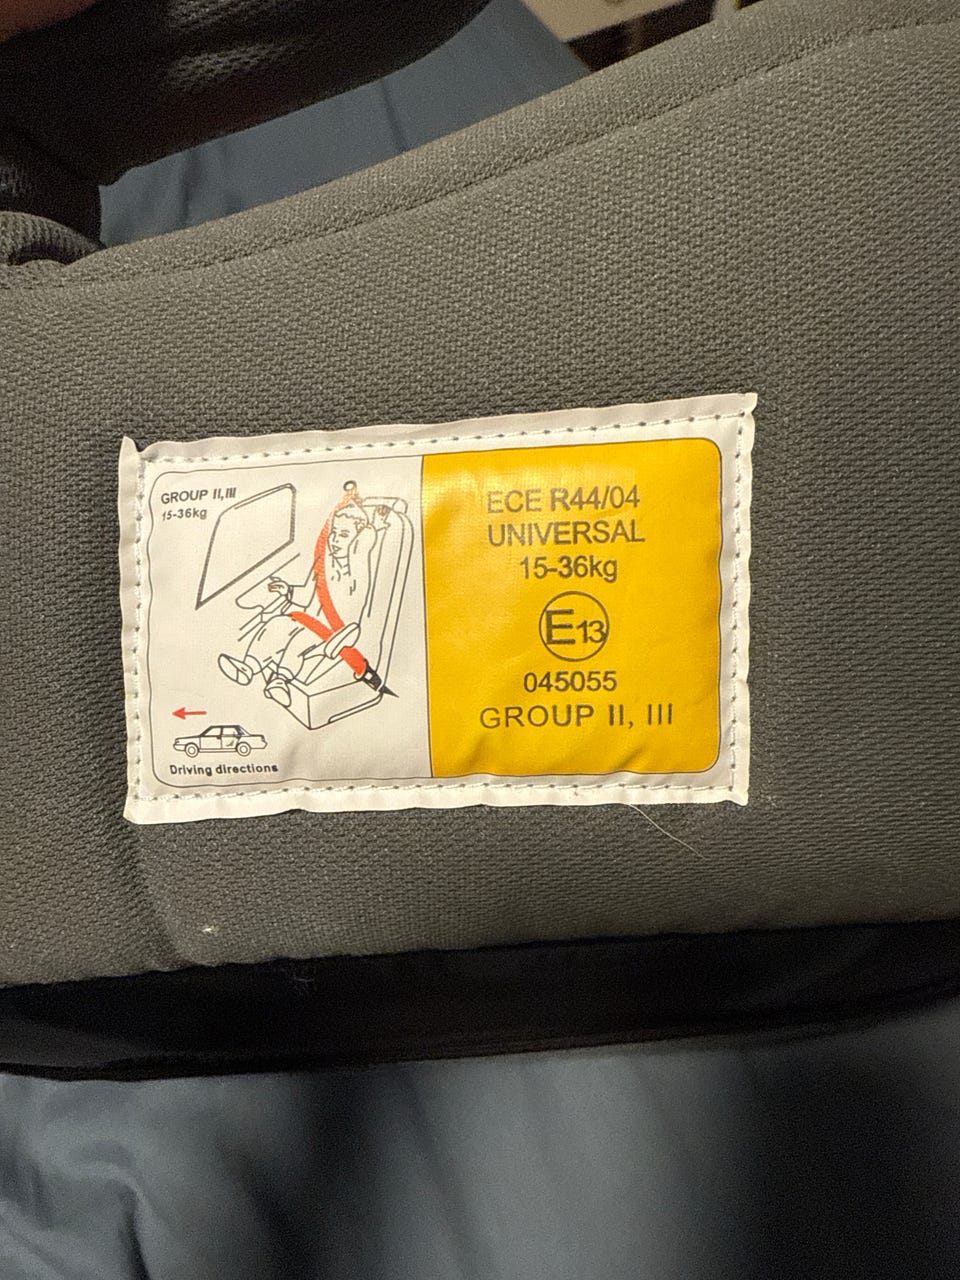 GROUP II,III
15-36kg
Driving directions
ECE R44/04
UNIVERSAL
15-36kg
E13
045055
GROUP II, III